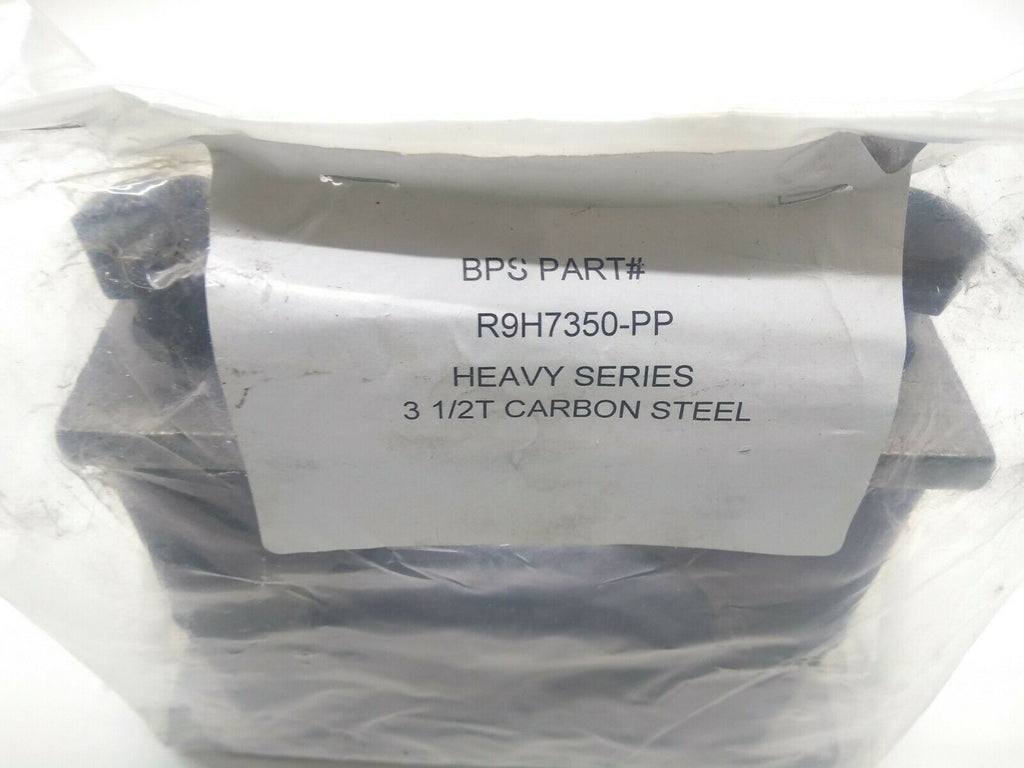 BPS PART#
R9H7350-PP
HEAVY SERIES
3 1/2T CARBON STEEL